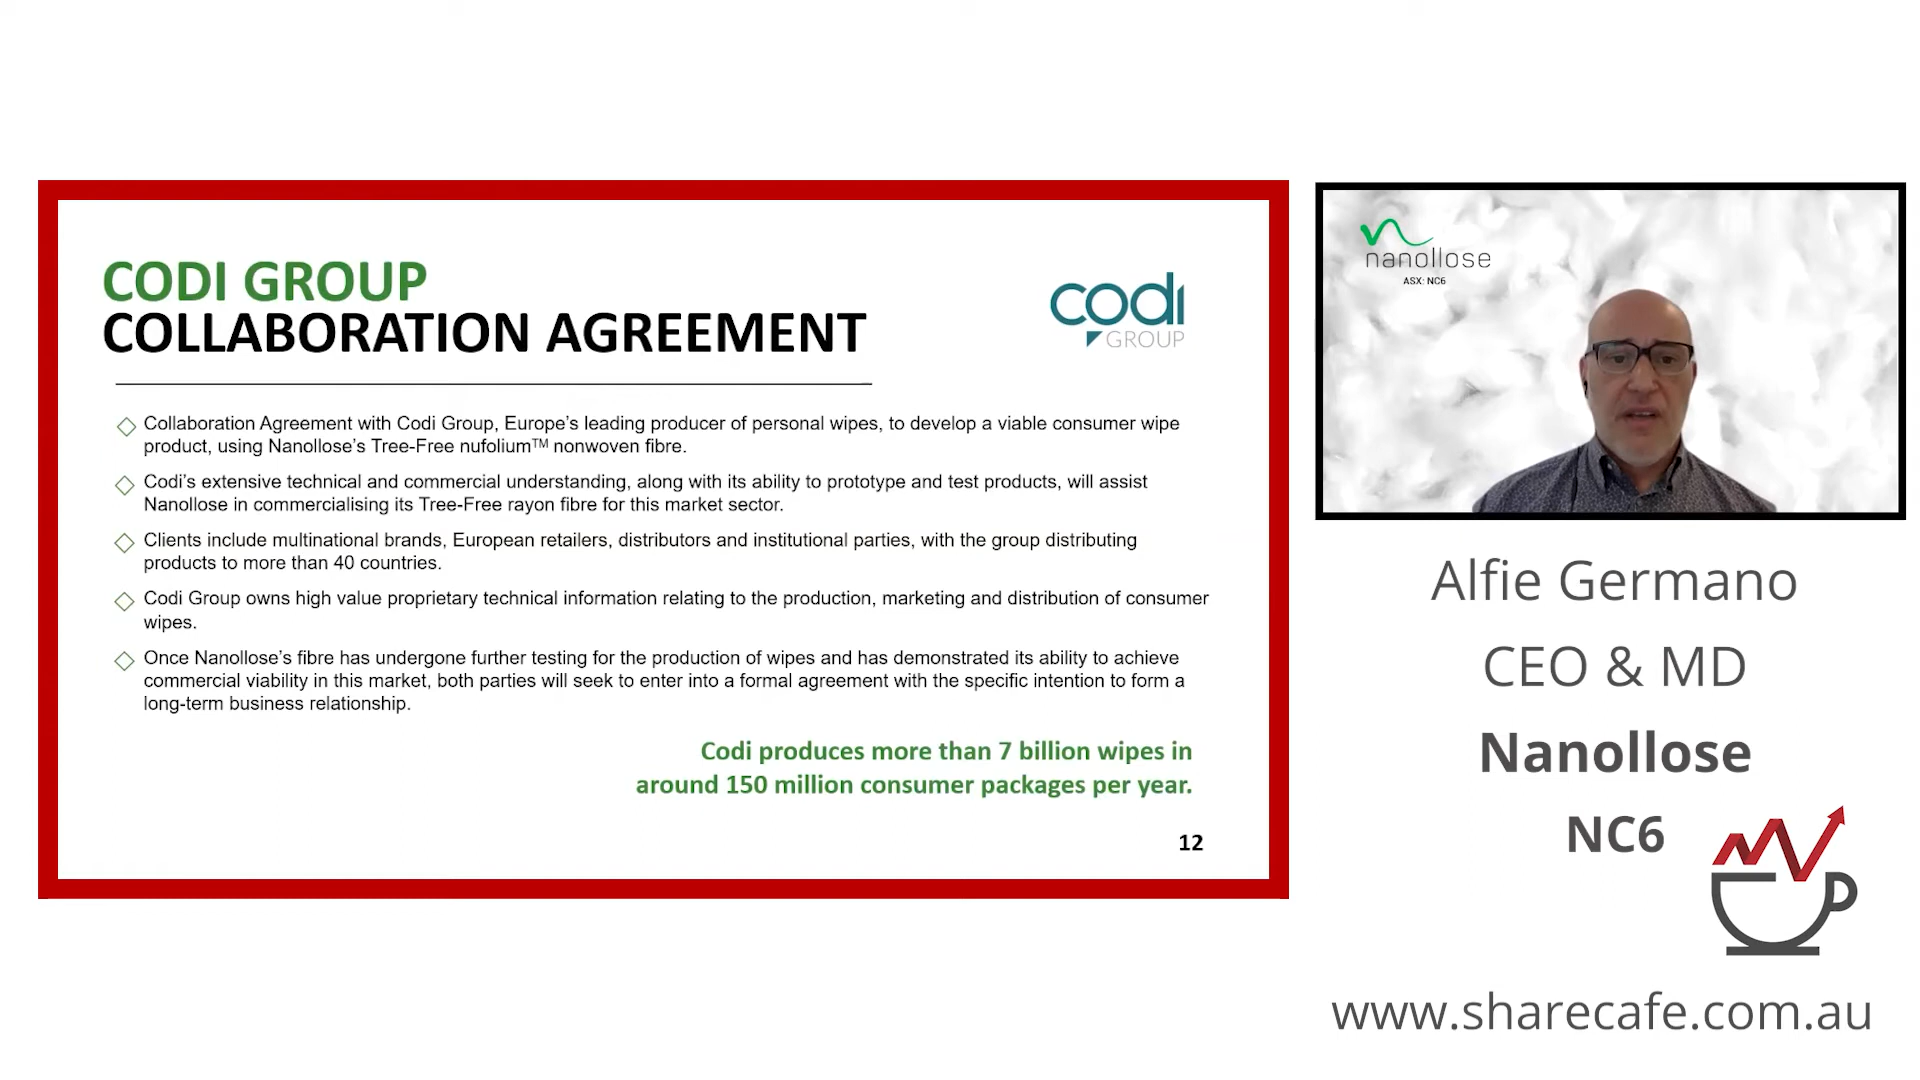 CODI GROUP
COLLABORATION AGREEMENT
codi
GROUP
Collaboration Agreement with Codi Group, Europe's leading producer of personal wipes, to develop a viable consumer wipe
product, using Nanollose's Tree-Free nufolium™ nonwoven fibre.
Codi's extensive technical and commercial understanding, along with its ability to prototype and test products, will assist
Nanollose in commercialising its Tree-Free rayon fibre for this market sector.
Clients include multinational brands, European retailers, distributors and institutional parties, with the group distributing
products to more than 40 countries.
Codi Group owns high value proprietary technical information relating to the production, marketing and distribution of consumer
wipes.
Once Nanollose's fibre has undergone further testing for the production of wipes and has demonstrated its ability to achieve
commercial viability in this market, both parties will seek to enter into a formal agreement with the specific intention to form a
long-term business relationship.
Codi produces more than 7 billion wipes in
around 150 million consumer packages per year.
12
nanollose
ASX: NC6
Alfie Germano
CEO & MD
Nanollose
NC6
www.sharecafe.com.au